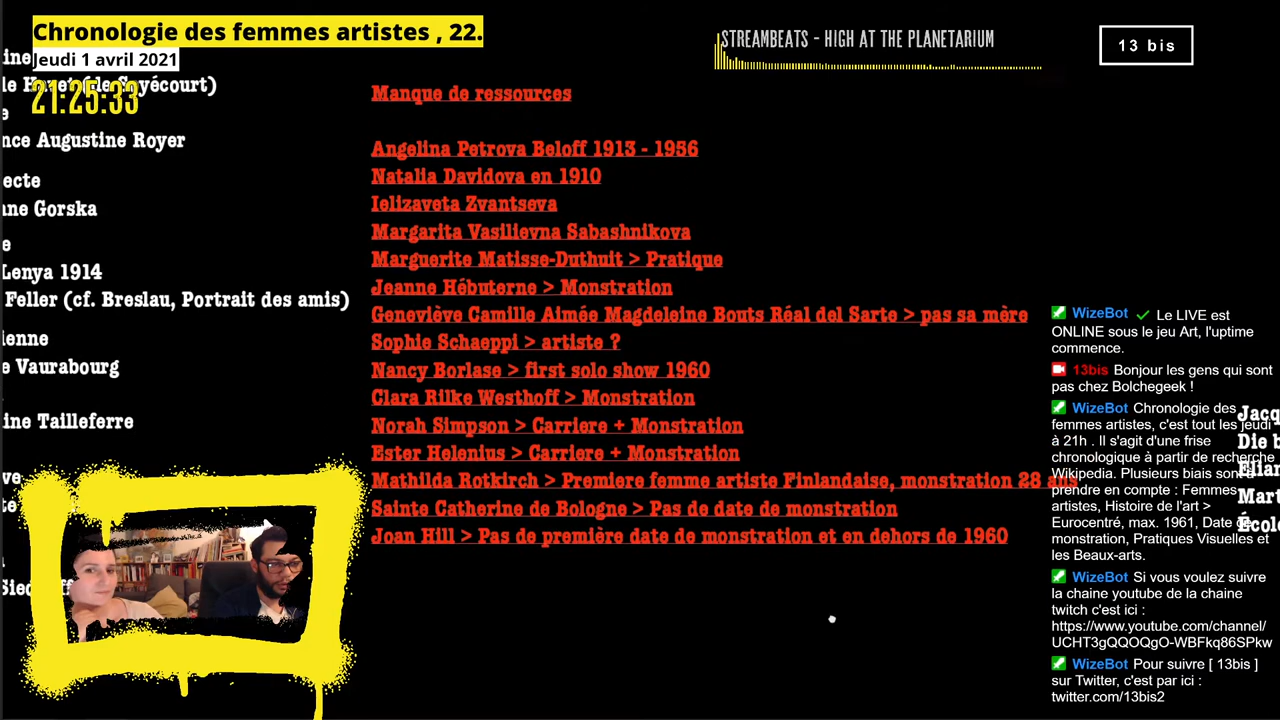 Chronologie des femmes artistes , 22.
Jeudi 1 avril 2021
21:25:33
STREAMBEATS - HIGH AT THE PLANETARIUM
13 bis
nce Augustine Royer
ecte
nne Gorska
e
Lenya 1914
Feller (cf. Breslau, Portrait des amis)
ienne
e Vaurabourg
ine Tailleferre
Manque de ressources
Angelina Petrova Beloff 1913 - 1956
Natalia Davidova en 1910
Ielizaveta Zvantseva
Margarita Vasilievna Sabashnikova
Marguerite Matisse-Duthuit > Pratique
Jeanne Hébuterne > Monstration
Geneviève Camille Aimée Magdeleine Bouts Réal del Sarte > pas sa mère
Sophie Schaeppi > artiste ?
Nancy Borlase > first solo show 1960
Clara Rilke Westhoff > Monstration
Norah Simpson > Carriere + Monstration
Ester Helenius > Carriere + Monstration
Mathilda Rotkirch > Premiere femme artiste Finlandaise, monstration 28 ans
Sainte Catherine de Bologne > Pas de date de monstration
Joan Hill > Pas de première date de monstration et en dehors de 1960
WizeBot Le LIVE est
ONLINE sous le jeu Art, l'uptime
commence.
13bis Bonjour les gens qui sont
pas chez Bolchegeek !
WizeBot Chronologie des
femmes artistes, c'est tout les jeudi
à 21h . Il s'agit d'une frise
chronologique à partir de recherche
Wikipedia. Plusieurs biais sont à
prendre en compte : Femmes
artistes, Histoire de l'art >
Eurocentré, max. 1961, Date de
monstration, Pratiques Visuelles et
les Beaux-arts.
WizeBot Si vous voulez suivre
la chaine youtube de la chaine
twitch c'est ici :
https://www.youtube.com/channel/
UCHT3gQQOQgO-WBFkq86SPkw
WizeBot Pour suivre [ 13bis ]
sur Twitter, c'est par ici :
twitter.com/13bis2
Jacq
Die b
Elian
Mart
École